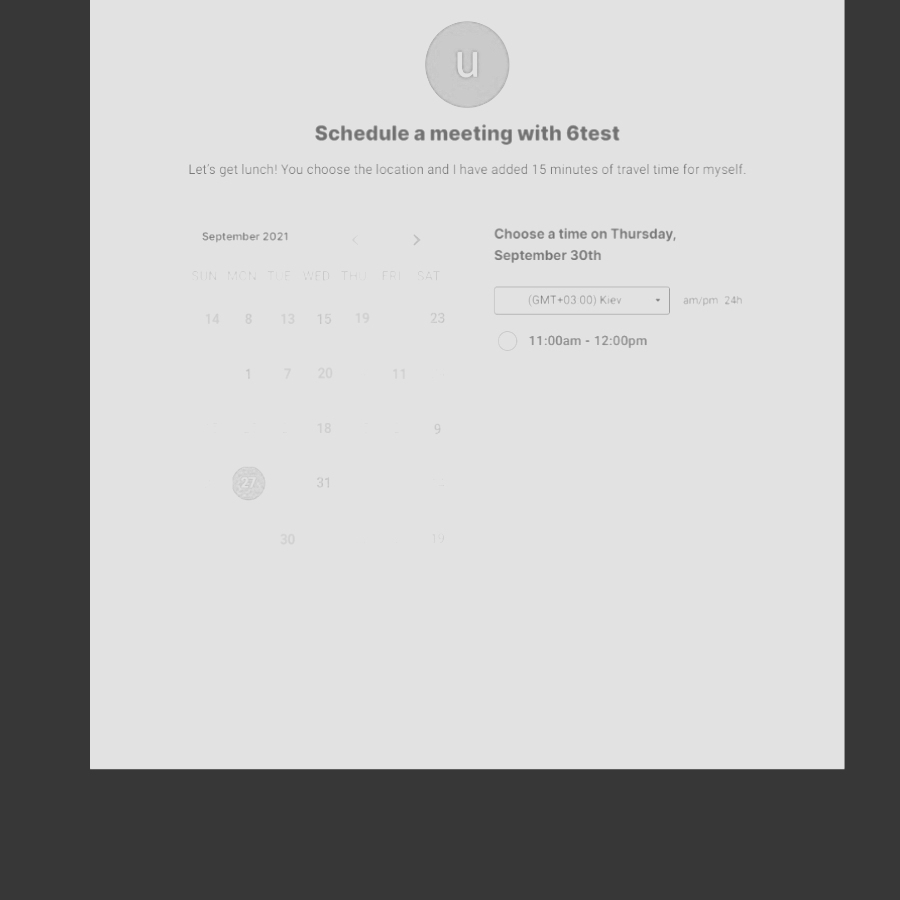 u
Schedule a meeting with 6test
Let's get lunch! You choose the location and I have added 15 minutes of travel time for myself.
September 2021
SUN MON TUE WED THU FRI SAT
14 8 13 15 19 23
1 7 20 11
18 9
27 31
30
Choose a time on Thursday,
September 30th
(GMT+03 00) Kiev am/pm 24h
11:00am - 12:00pm